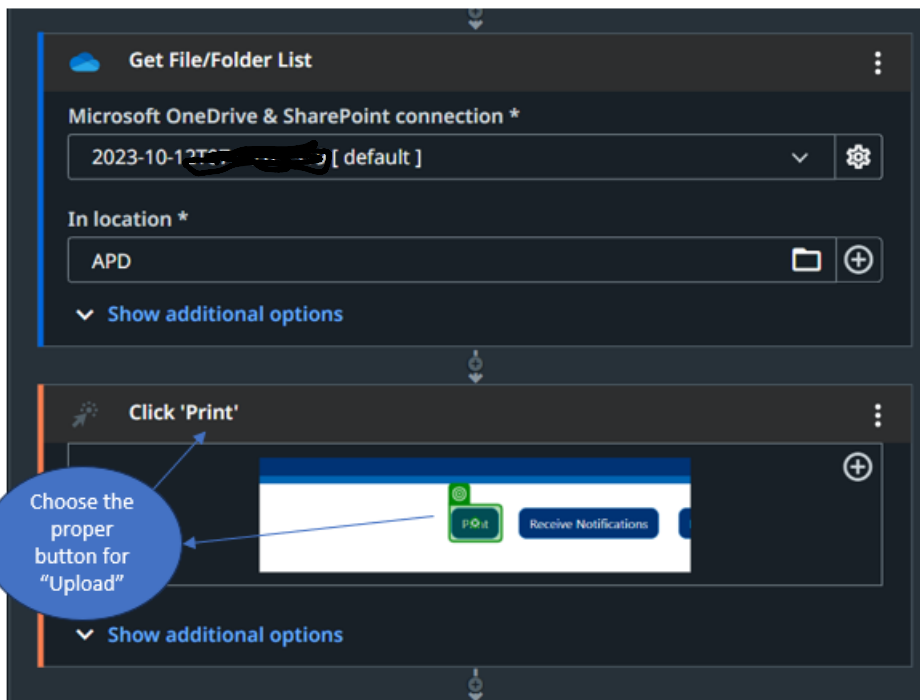 Get File/Folder List
Microsoft OneDrive & SharePoint connection *
2023-10-12T [ default ]
In location *
APD
Show additional options
Click 'Print'
Choose the
proper
button for
“Upload”
Print
Receive Notifications
Show additional options